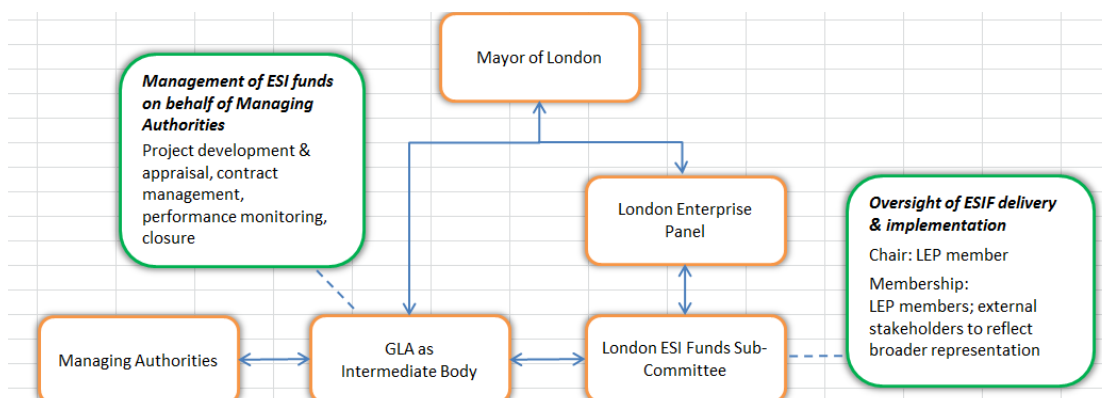 Mayor of London
Management of ESI funds
on behalf of Managing
Authorities
Project development &
appraisal, contract
management,
performance monitoring,
closure
London Enterprise
Panel
Oversight of ESIF delivery
& implementation
Chair: LEP member
Membership:
LEP members; external
stakeholders to reflect
broader representation
Managing Authorities
GLA as
Intermediate Body
London ESI Funds Sub-
Committee